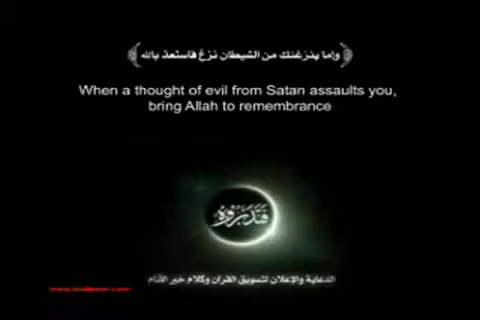 ﴿ وإما ينزغنك من الشيطان نزغ فاستعذ بالله ﴾
When a thought of evil from Satan assaults you,
bring Allah to remembrance
فتدبروه
الدعاية والإعلان لتسويق القرآن وكلام خير الأنام